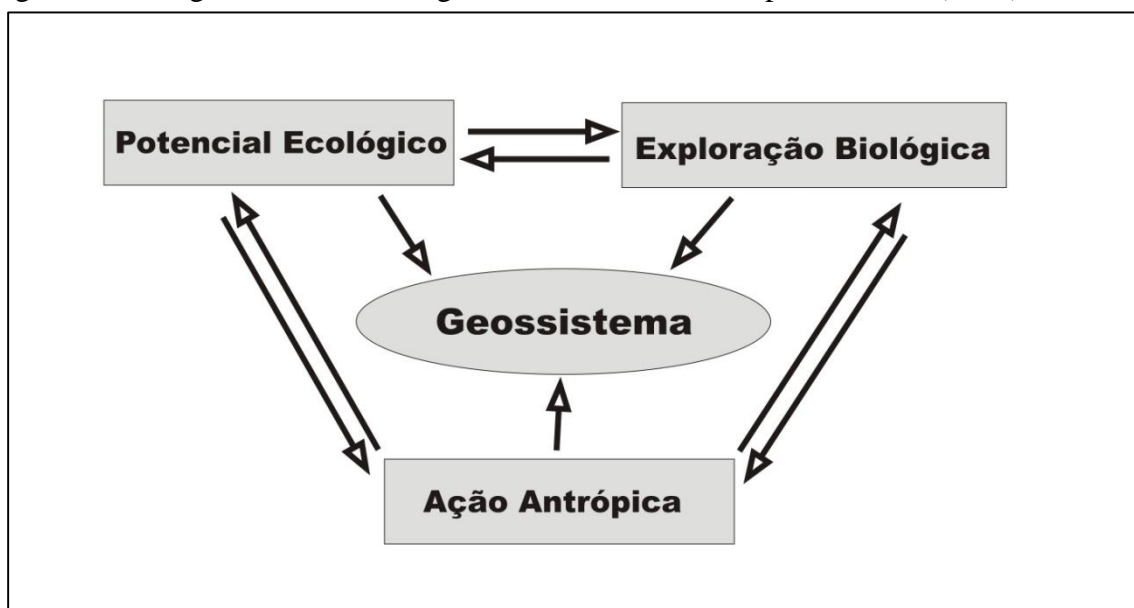 Potencial Ecológico
Exploração Biológica
Geossistema
Ação Antrópica